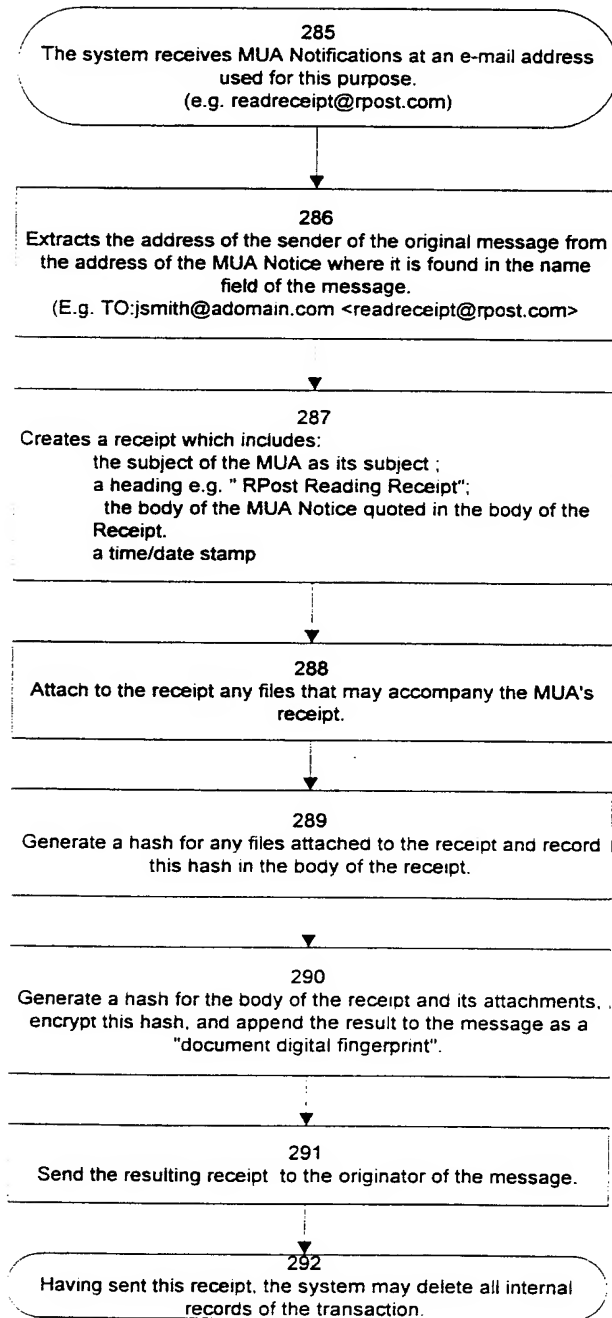 285
The system receives MUA Notifications at an e-mail address
used for this purpose.
(e.g. readreceipt@rpost.com)
286
Extracts the address of the sender of the original message from
the address of the MUA Notice where it is found in the name
field of the message.
(E.g. TO:jsmith@adomain.com <readreceipt@rpost.com>
287
Creates a receipt which includes:
the subject of the MUA as its subject ;
a heading e.g. " RPost Reading Receipt";
the body of the MUA Notice quoted in the body of the
Receipt.
a time/date stamp
288
Attach to the receipt any files that may accompany the MUA's
receipt.
289
Generate a hash for any files attached to the receipt and record
this hash in the body of the receipt.
290
Generate a hash for the body of the receipt and its attachments,
encrypt this hash, and append the result to the message as a
"document digital fingerprint".
291
Send the resulting receipt to the originator of the message.
292
Having sent this receipt, the system may delete all internal
records of the transaction.